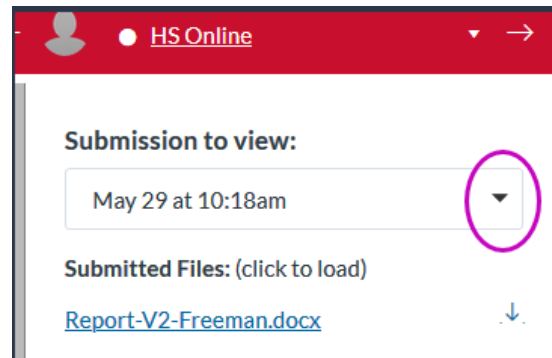 HS Online
Submission to view:
May 29 at 10:18am
Submitted Files: (click to load)
Report-V2-Freeman.docx